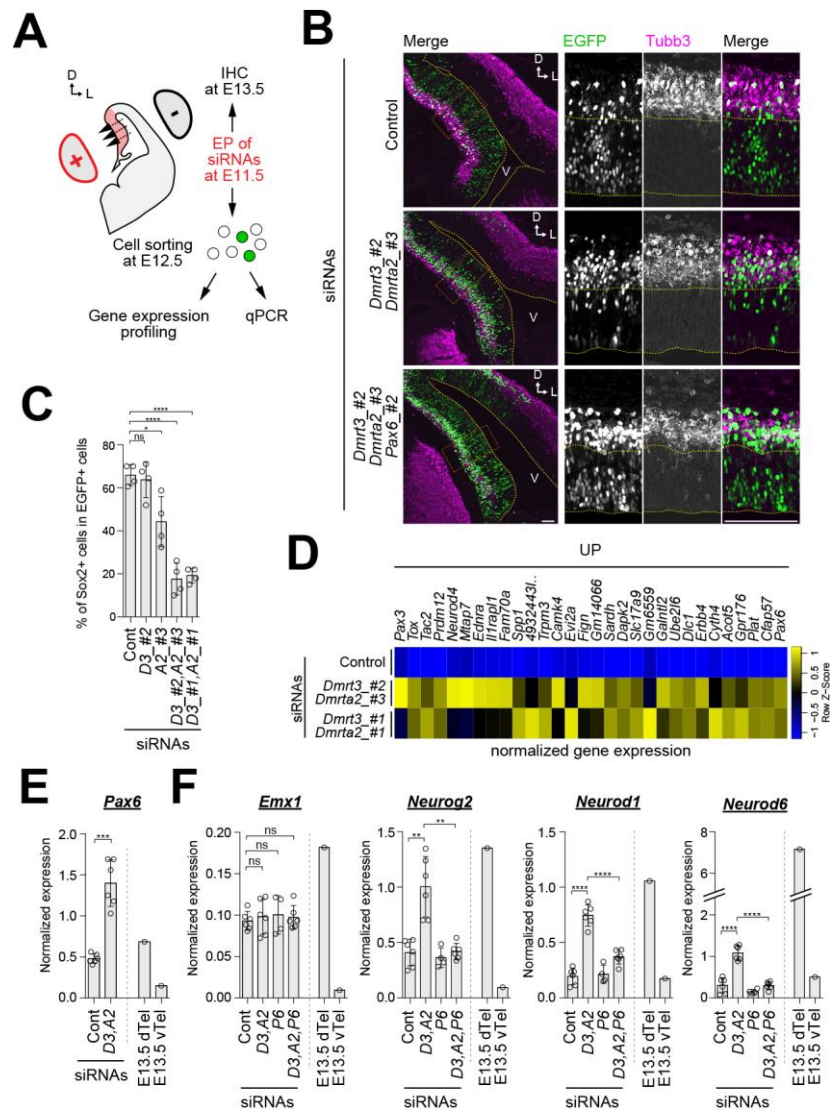 A
D
L
IHC
at E13.5
-
EP of
siRNAs
at E11.5
+
Cell sorting
at E12.5
Gene expression
profiling
qPCR
B
Merge
EGFP
Tubb3
Merge
siRNAs
Control
D
L
V
Dmrt3_#2
Dmrta2_#3
D
L
V
Dmrt3_#2
Dmrta2_#3
Pax6_#2
D
L
V
C
% of Sox2+ cells in EGFP+ cells
80
60
40
20
0
ns
*
****
****
Cont
D3_#2
A2_#3
D3_#2,A2_#3
D3_#1,A2_#1
siRNAs
D
UP
Pax3
Tox
Tac2
Prdm12
Neurod4
Mtap7
Ednra
Il1rapl1
Fam70a
Spp1
4932443I..
Trpm3
Camk4
Evi2a
Fign
Gm14066
Sardh
Dapk2
Slc17a9
Gm6559
Galntl2
Ube2l6
Dlc1
Erbb4
Cyth4
Acot5
Gpr176
Plat
Cfap57
Pax6
siRNAs
Control
Dmrt3_#2
Dmrta2_#3
Dmrt3_#1
Dmrta2_#1
normalized gene expression
1
0.5
0
-0.5
-1
Row Z-Score
E
Pax6
Normalized expression
2.0
1.5
1.0
0.5
0.0
***
Cont
D3,A2
siRNAs
E13.5 dTel
E13.5 vTel
F
Emx1
Normalized expression
0.20
0.15
0.10
0.05
0.00
ns
ns
ns
Cont
D3,A2
P6
D3,A2,P6
siRNAs
E13.5 dTel
E13.5 vTel
Neurog2
Normalized expression
1.5
1.0
0.5
0.0
**
**
Cont
D3,A2
P6
D3,A2,P6
siRNAs
E13.5 dTel
E13.5 vTel
Neurod1
Normalized expression
1.5
1.0
0.5
0.0
****
****
Cont
D3,A2
P6
D3,A2,P6
siRNAs
E13.5 dTel
E13.5 vTel
Neurod6
Normalized expression
8
7
2
1
0
****
****
Cont
D3,A2
P6
D3,A2,P6
siRNAs
E13.5 dTel
E13.5 vTel